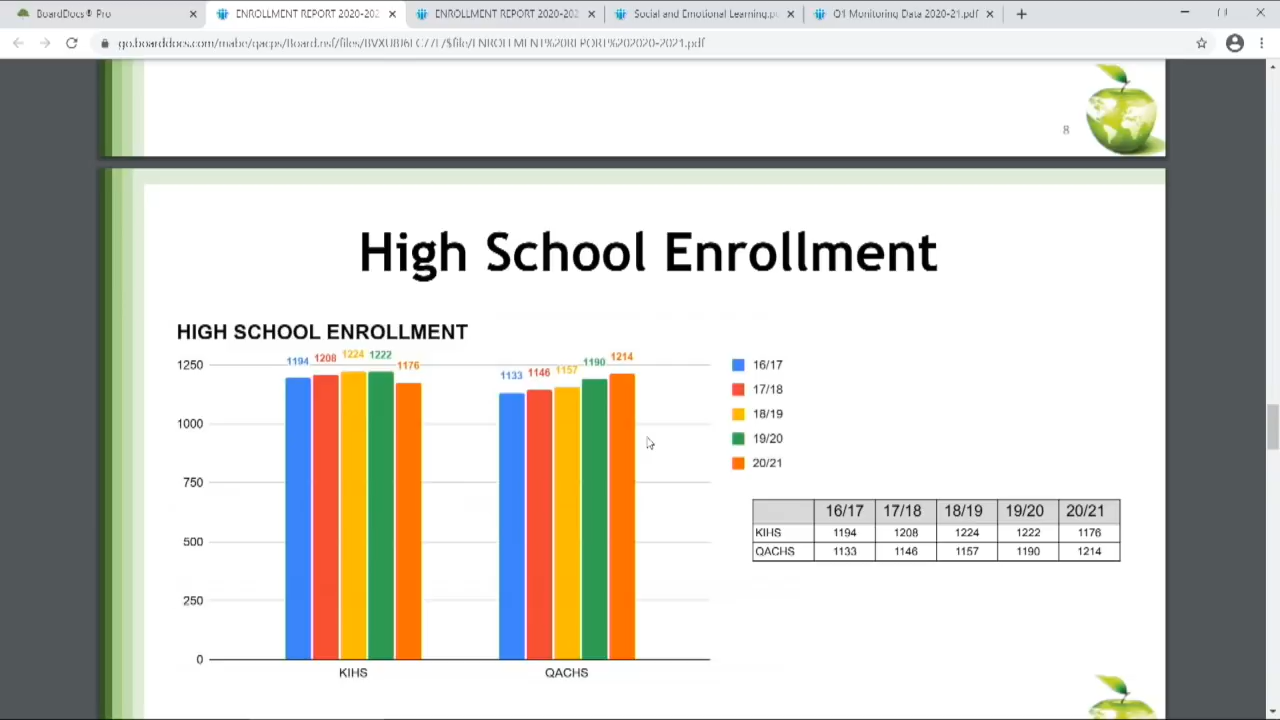 BoardDocs® Pro
ENROLLMENT REPORT 2020-202
ENROLLMENT REPORT 2020-202
Social and Emotional Learning.p
Q1 Monitoring Data 2020-21.pdf
8
High School Enrollment
HIGH SCHOOL ENROLLMENT
1194 1208 1224 1222 1176
1133 1146 1157 1190 1214
1250
1000
750
500
250
0
KIHS QACHS
16/17
17/18
18/19
19/20
20/21
16/17 17/18 18/19 19/20 20/21
KIHS 1194 1208 1224 1222 1176
QACHS 1133 1146 1157 1190 1214